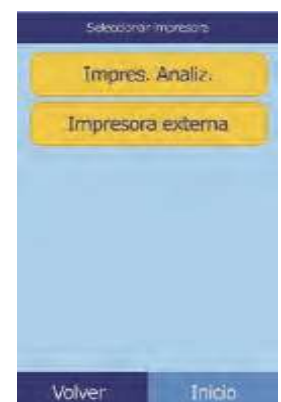 Seleccionar impresora
Impres. Analiz.
Impresora externa
Volver Inicio